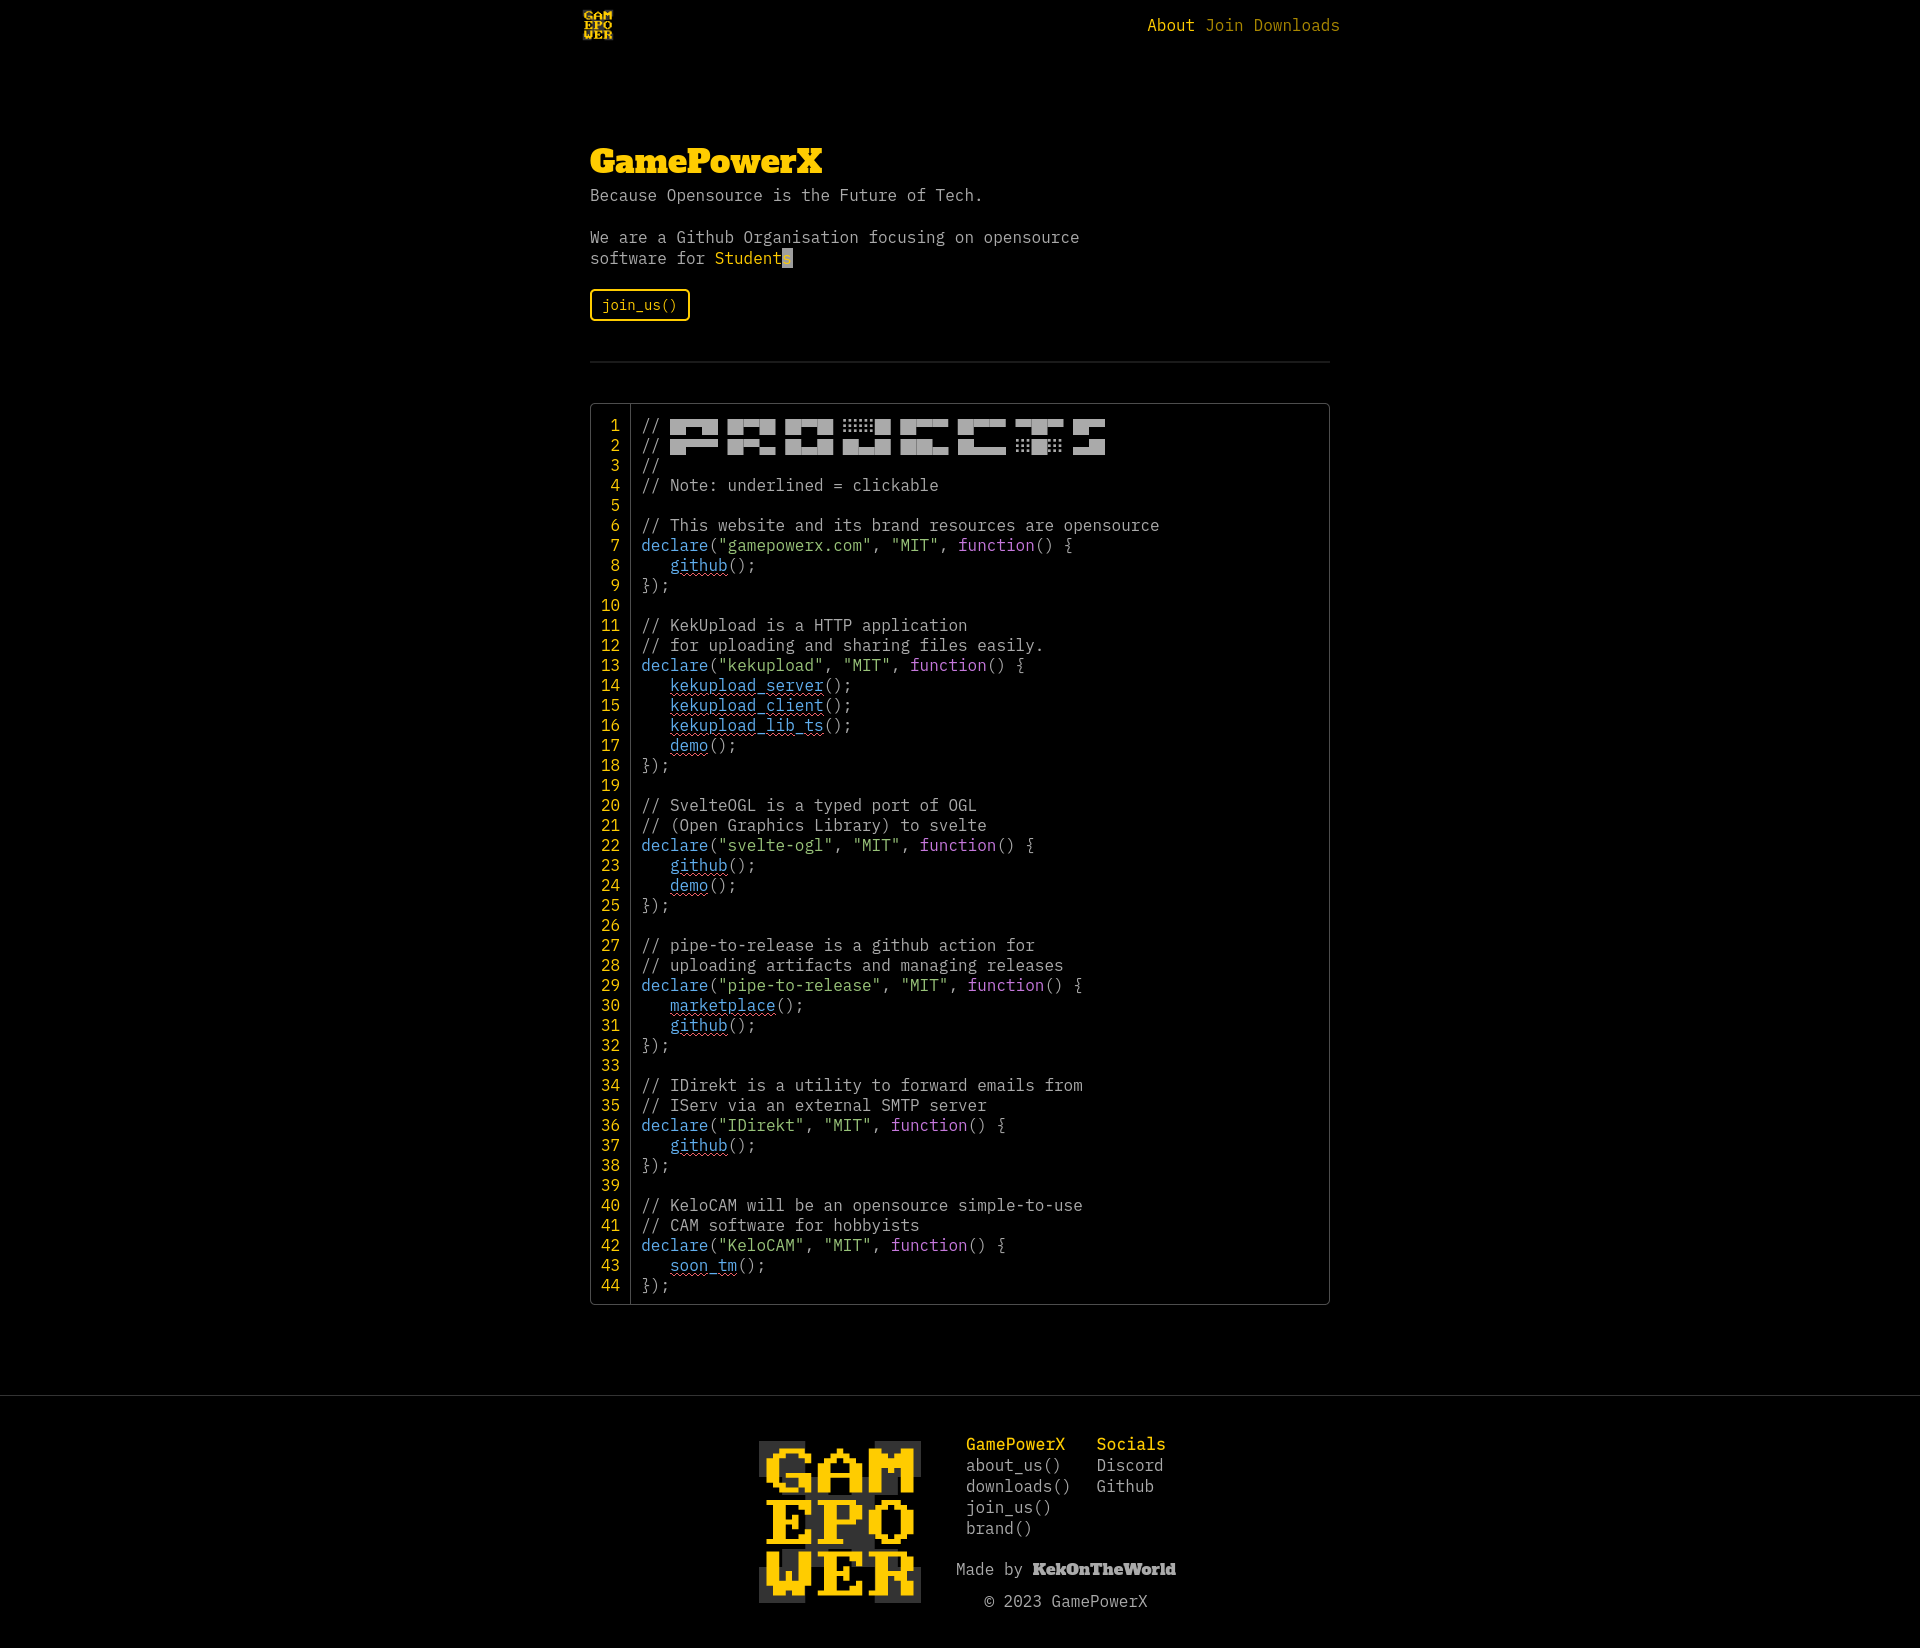 GAM
EPO
WER
About Join Downloads
GamePowerX
Because Opensource is the Future of Tech.
We are a Github Organisation focusing on opensource
software for Students
join_us()
1 // █▀▀█ █▀▀█ █▀▀█ ░░░█ █▀▀▀ █▀▀▀ ▀█▀ █▀
2 // █▀▀▀ █▀▄ █▄▄█ █▄▄█ ██▄ █▄▄▄ ░█░ ▄█
3 //
4 // Note: underlined = clickable
5
6 // This website and its brand resources are opensource
7 declare("gamepowerx.com", "MIT", function() {
8 github();
9 });
10
11 // KekUpload is a HTTP application
12 // for uploading and sharing files easily.
13 declare("kekupload", "MIT", function() {
14 kekupload_server();
15 kekupload_client();
16 kekupload_lib_ts();
17 demo();
18 });
19
20 // SvelteOGL is a typed port of OGL
21 // (Open Graphics Library) to svelte
22 declare("svelte-ogl", "MIT", function() {
23 github();
24 demo();
25 });
26
27 // pipe-to-release is a github action for
28 // uploading artifacts and managing releases
29 declare("pipe-to-release", "MIT", function() {
30 marketplace();
31 github();
32 });
33
34 // IDirekt is a utility to forward emails from
35 // IServ via an external SMTP server
36 declare("IDirekt", "MIT", function() {
37 github();
38 });
39
40 // KeloCAM will be an opensource simple-to-use
41 // CAM software for hobbyists
42 declare("KeloCAM", "MIT", function() {
43 soon_tm();
44 });
GAM
EPO
WER
GamePowerX
about_us()
downloads()
join_us()
brand()
Socials
Discord
Github
Made by KekOnTheWorld
© 2023 GamePowerX